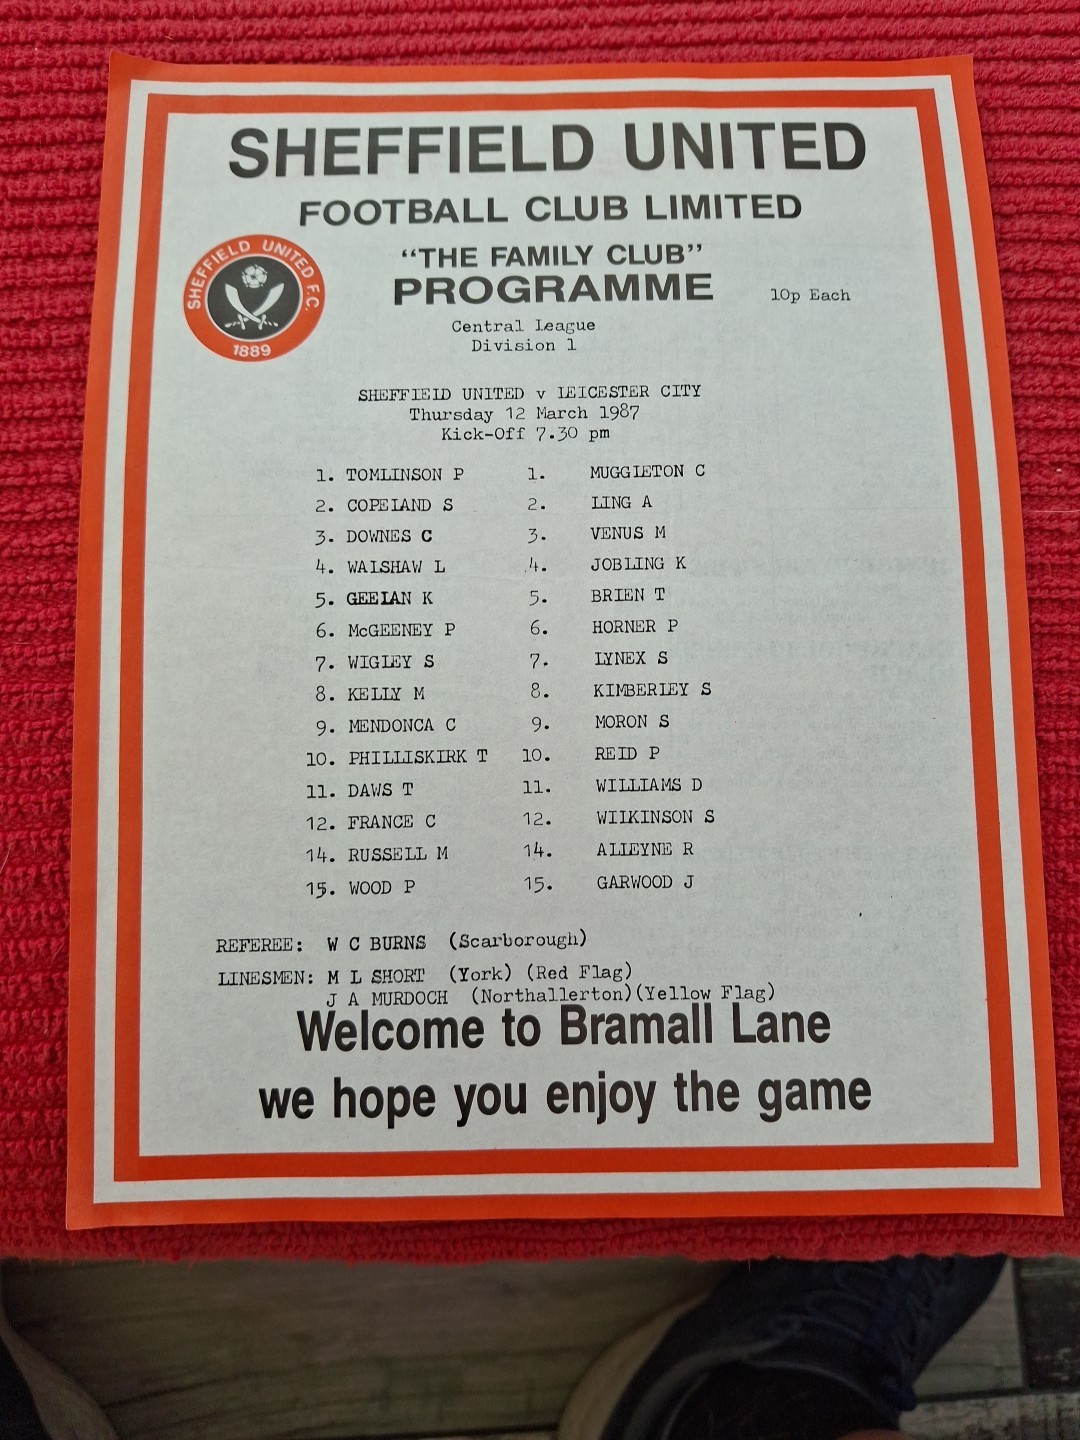 SHEFFIELD UNITED
FOOTBALL CLUB LIMITED
"THE FAMILY CLUB"
PROGRAMME 10p Each
SHEFFIELD UNITED F.C.
1889
Central League
Division 1
SHEFFIELD UNITED v LEICESTER CITY
Thursday 12 March 1987
Kick-Off 7.30 pm
1. TOMLINSON P 1. MUGGLETON C
2. COPELAND S 2. LING A
3. DOWNES C 3. VENUS M
4. WALSHAW L 4. JOBLING K
5. GEELAN K 5. BRIEN T
6. McGEENEY P 6. HORNER P
7. WIGLEY S 7. LYNEX S
8. KELLY M 8. KIMBERLEY S
9. MENDONCA C 9. MORON S
10. PHILLISKIRK T 10. REID P
11. DAWS T 11. WILLIAMS D
12. FRANCE C 12. WILKINSON S
14. RUSSELL M 14. ALLEYNE R
15. WOOD P 15. GARWOOD J
REFEREE: W C BURNS (Scarborough)
LINESMEN: M L SHORT (York) (Red Flag)
J A MURDOCH (Northallerton)(Yellow Flag)
Welcome to Bramall Lane
we hope you enjoy the game